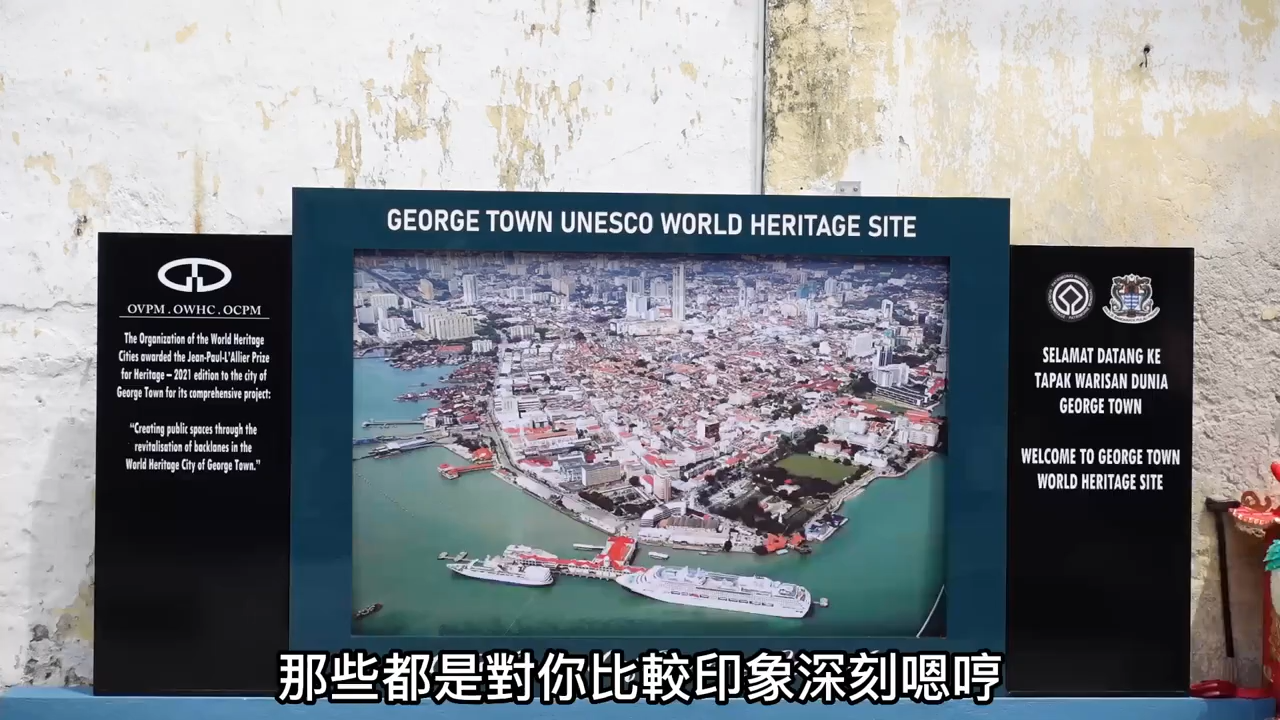 GEORGE TOWN UNESCO WORLD HERITAGE SITE
OVPM . OWHC . OCPM
The Organization of the World Heritage
Cities awarded the Jean-Paul-L'Allier Prize
for Heritage – 2021 edition to the city of
George Town for its comprehensive project:
“Creating public spaces through the
revitalisation of backlanes in the
World Heritage City of George Town.”
SELAMAT DATANG KE
TAPAK WARISAN DUNIA
GEORGE TOWN
WELCOME TO GEORGE TOWN
WORLD HERITAGE SITE
那些都是對你比較印象深刻嗯哼